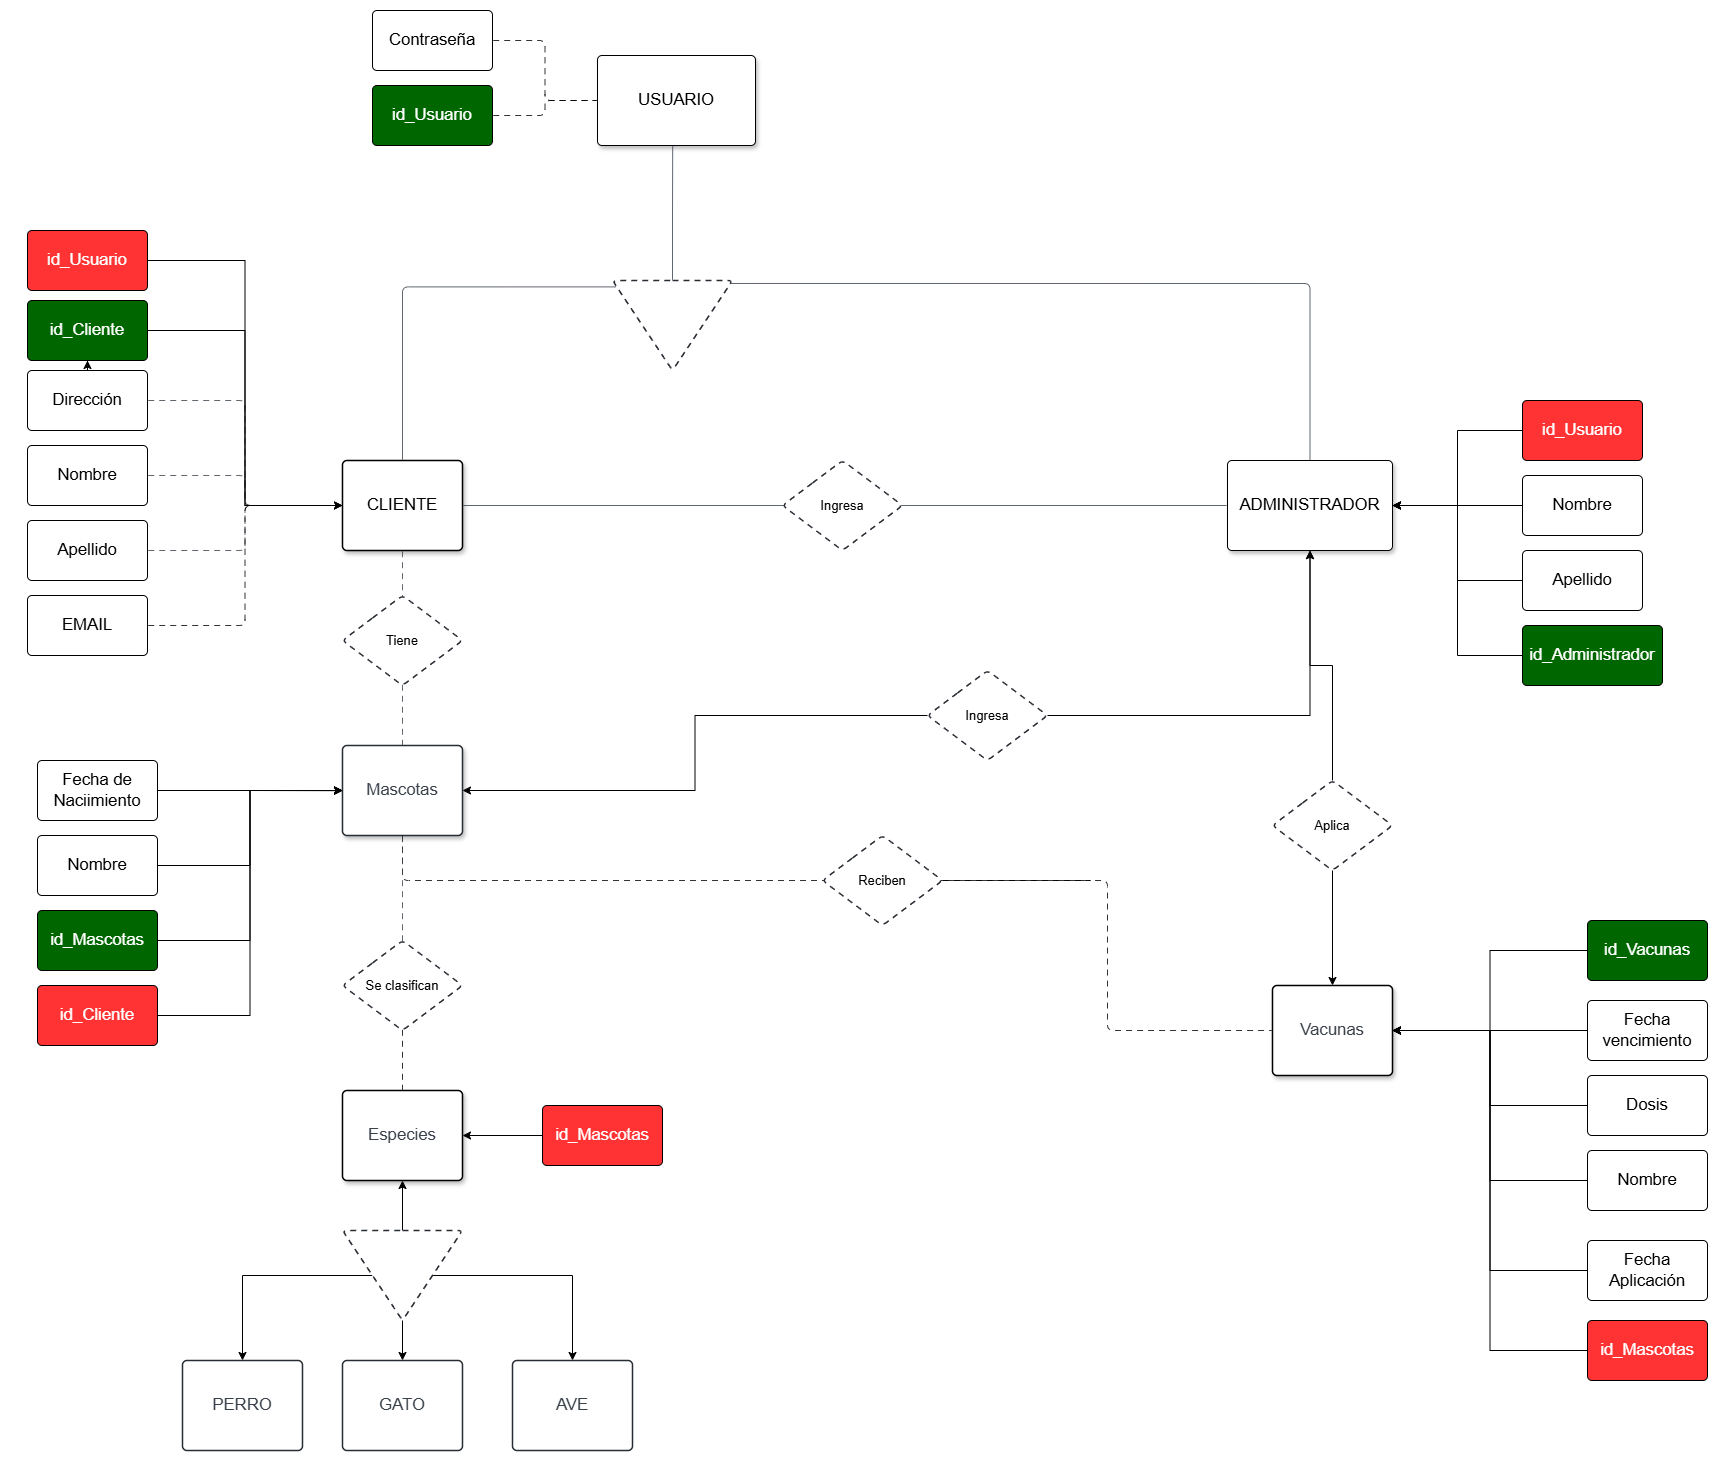 Contraseña
USUARIO
id_Usuario
id_Usuario
id_Cliente
Dirección
Nombre
Apellido
EMAIL
CLIENTE
Ingresa
ADMINISTRADOR
id_Usuario
Nombre
Apellido
id_Administrador
Tiene
Ingresa
Fecha de
Naciimiento
Nombre
id_Mascotas
id_Cliente
Mascotas
Aplica
Reciben
Se clasifican
Vacunas
id_Vacunas
Fecha
vencimiento
Dosis
Nombre
Fecha
Aplicación
id_Mascotas
Especies
id_Mascotas
PERRO
GATO
AVE